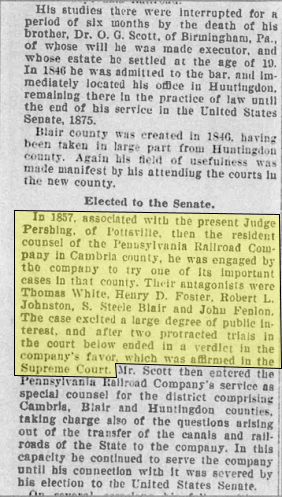 His studies there were interrupted for a
period of six months by the death of his
brother, Dr. O. G. Scott, of Birmingham, Pa.,
of whose will he was made executor, and
whose estate he settled at the age of 19.
In 1846 he was admitted to the bar, and im-
mediately located his office in Huntingdon,
remaining there in the practice of law until
the end of his service in the United States
Senate, 1875.
Blair county was created in 1846, having
been taken in large part from Huntingdon
county. Again his field of usefulness was
made manifest by his attending the courts in
the new county.
Elected to the Senate.
In 1857, associated with the present Judge
Pershing, of Pottsville, then the resident
counsel of the Pennsylvania Railroad Com-
pany in Cambria county, he was engaged by
the company to try one of its important
cases in that county. Their antagonists were
Thomas White, Henry D. Foster, Robert L.
Johnston, S. Steele Blair and John Fenlon.
The case excited a large degree of public in-
terest, and after two protracted trials in
the court below ended in a verdict in the
company's favor, which was affirmed in the
Supreme Court. Mr. Scott then entered the
Pennsylvania Railroad Company's service as
special counsel for the district comprising
Cambria, Blair and Huntingdon counties,
taking charge also of the questions arising
out of the transfer of the canals and rail-
roads of the State to the company. In this
capacity he continued to serve the company
until his connection with it was severed by
his election to the United States Senate.